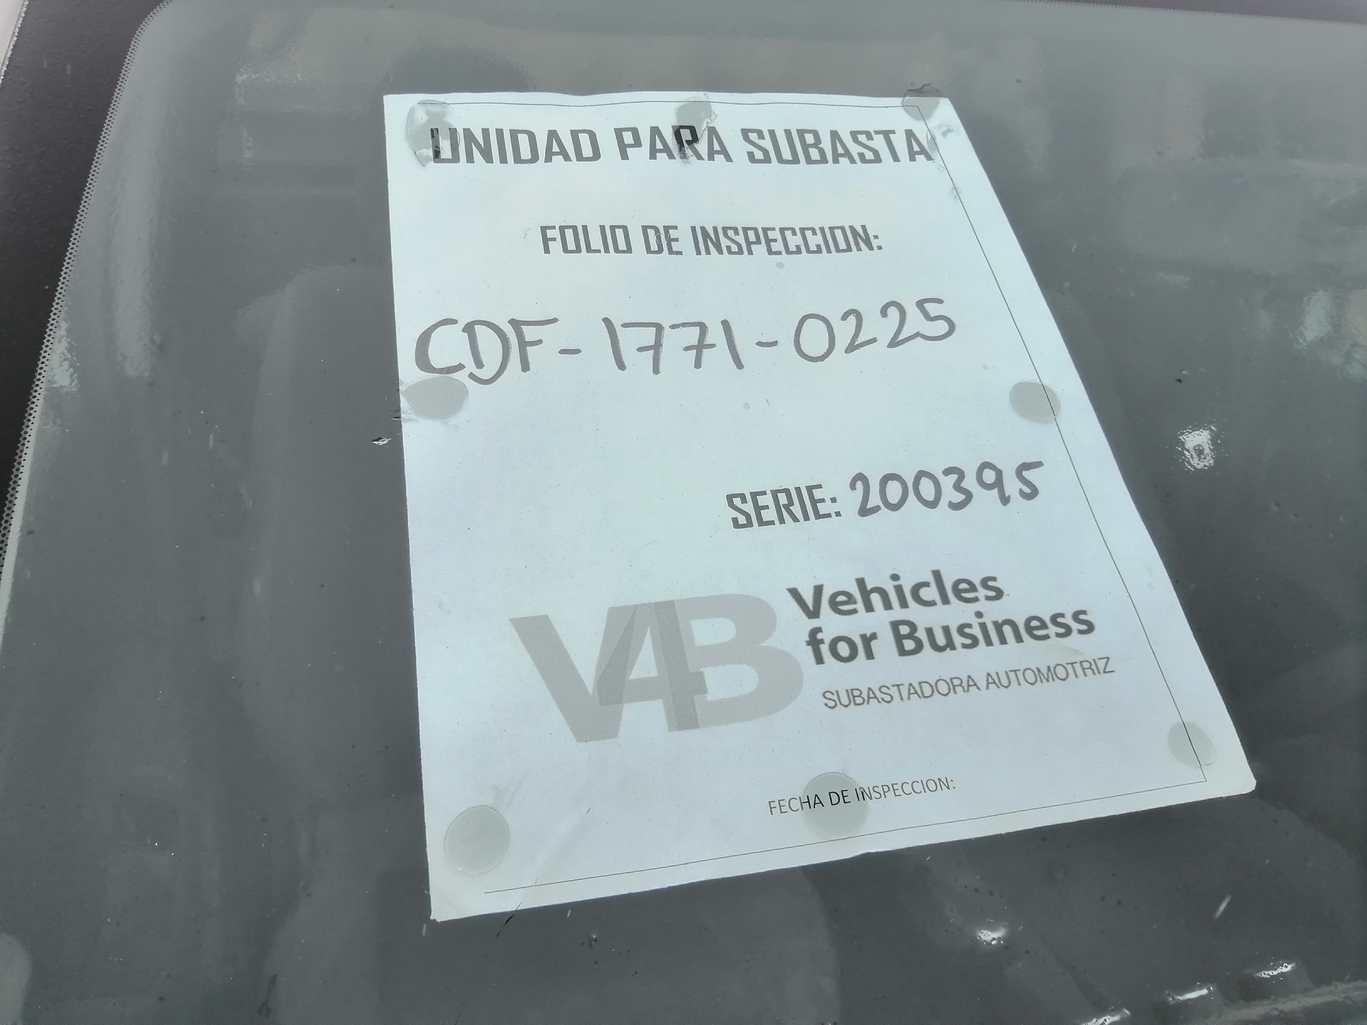 UNIDAD PARA SUBASTA
FOLIO DE INSPECCION:
CDF-1771-0225
SERIE: 200395
V4B
Vehicles
for Business
SUBASTADORA AUTOMOTRIZ
FECHA DE INSPECCION: